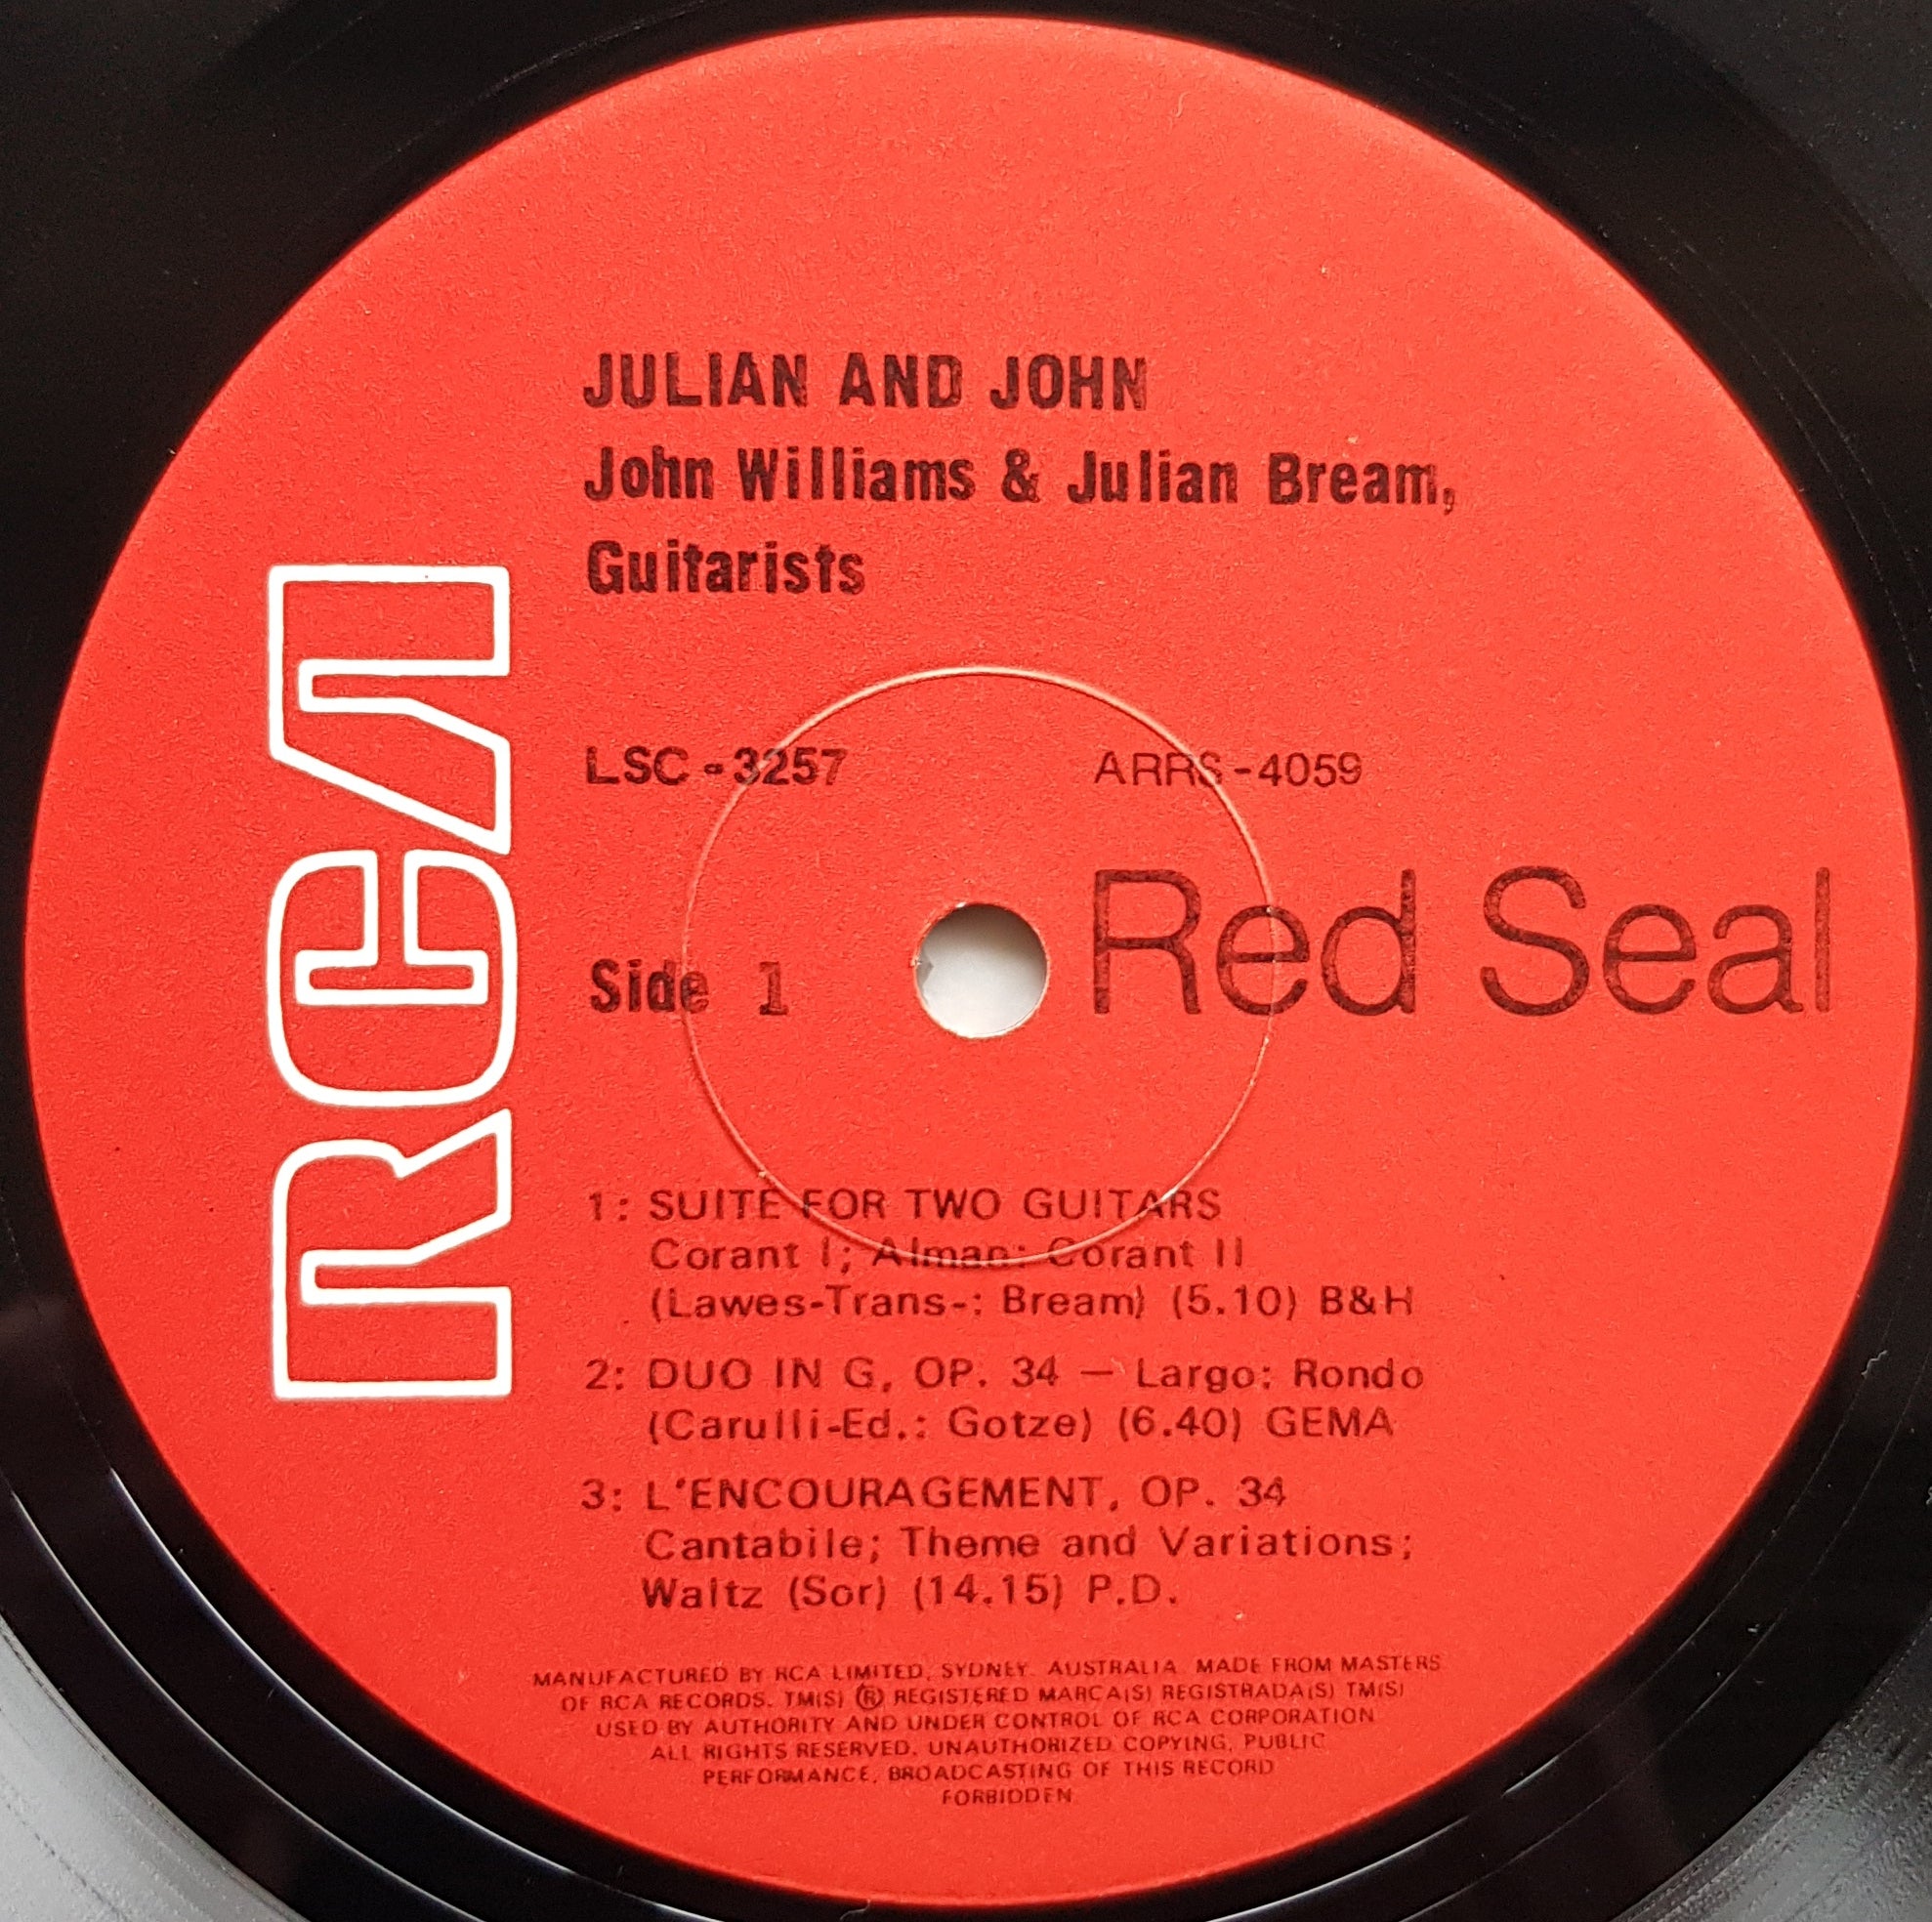 JULIAN AND JOHN
John Williams & Julian Bream,
Guitarists
RCA
LSC-3257 ARRS-4059
Side 1 Red Seal
1: SUITE FOR TWO GUITARS
Corant I; Alman: Corant II
(Lawes-Trans-: Bream) (5.10) B&H
2: DUO IN G, OP. 34 — Largo: Rondo
(Carulli-Ed.: Gotze) (6.40) GEMA
3: L'ENCOURAGEMENT, OP. 34
Cantabile; Theme and Variations;
Waltz (Sor) (14.15) P.D.
MANUFACTURED BY RCA LIMITED, SYDNEY. AUSTRALIA. MADE FROM MASTERS
OF RCA RECORDS. TM(S) ® REGISTERED MARCA(S) REGISTRADA(S) TM(S)
USED BY AUTHORITY AND UNDER CONTROL OF RCA CORPORATION
ALL RIGHTS RESERVED. UNAUTHORIZED COPYING, PUBLIC
PERFORMANCE, BROADCASTING OF THIS RECORD
FORBIDDEN